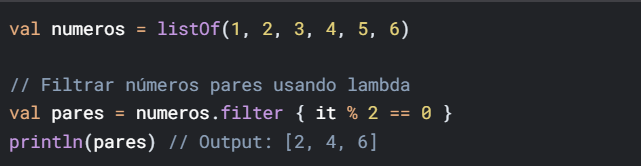 val numeros = listOf(1, 2, 3, 4, 5, 6)
// Filtrar números pares usando lambda
val pares = numeros.filter { it % 2 == 0 }
println(pares) // Output: [2, 4, 6]